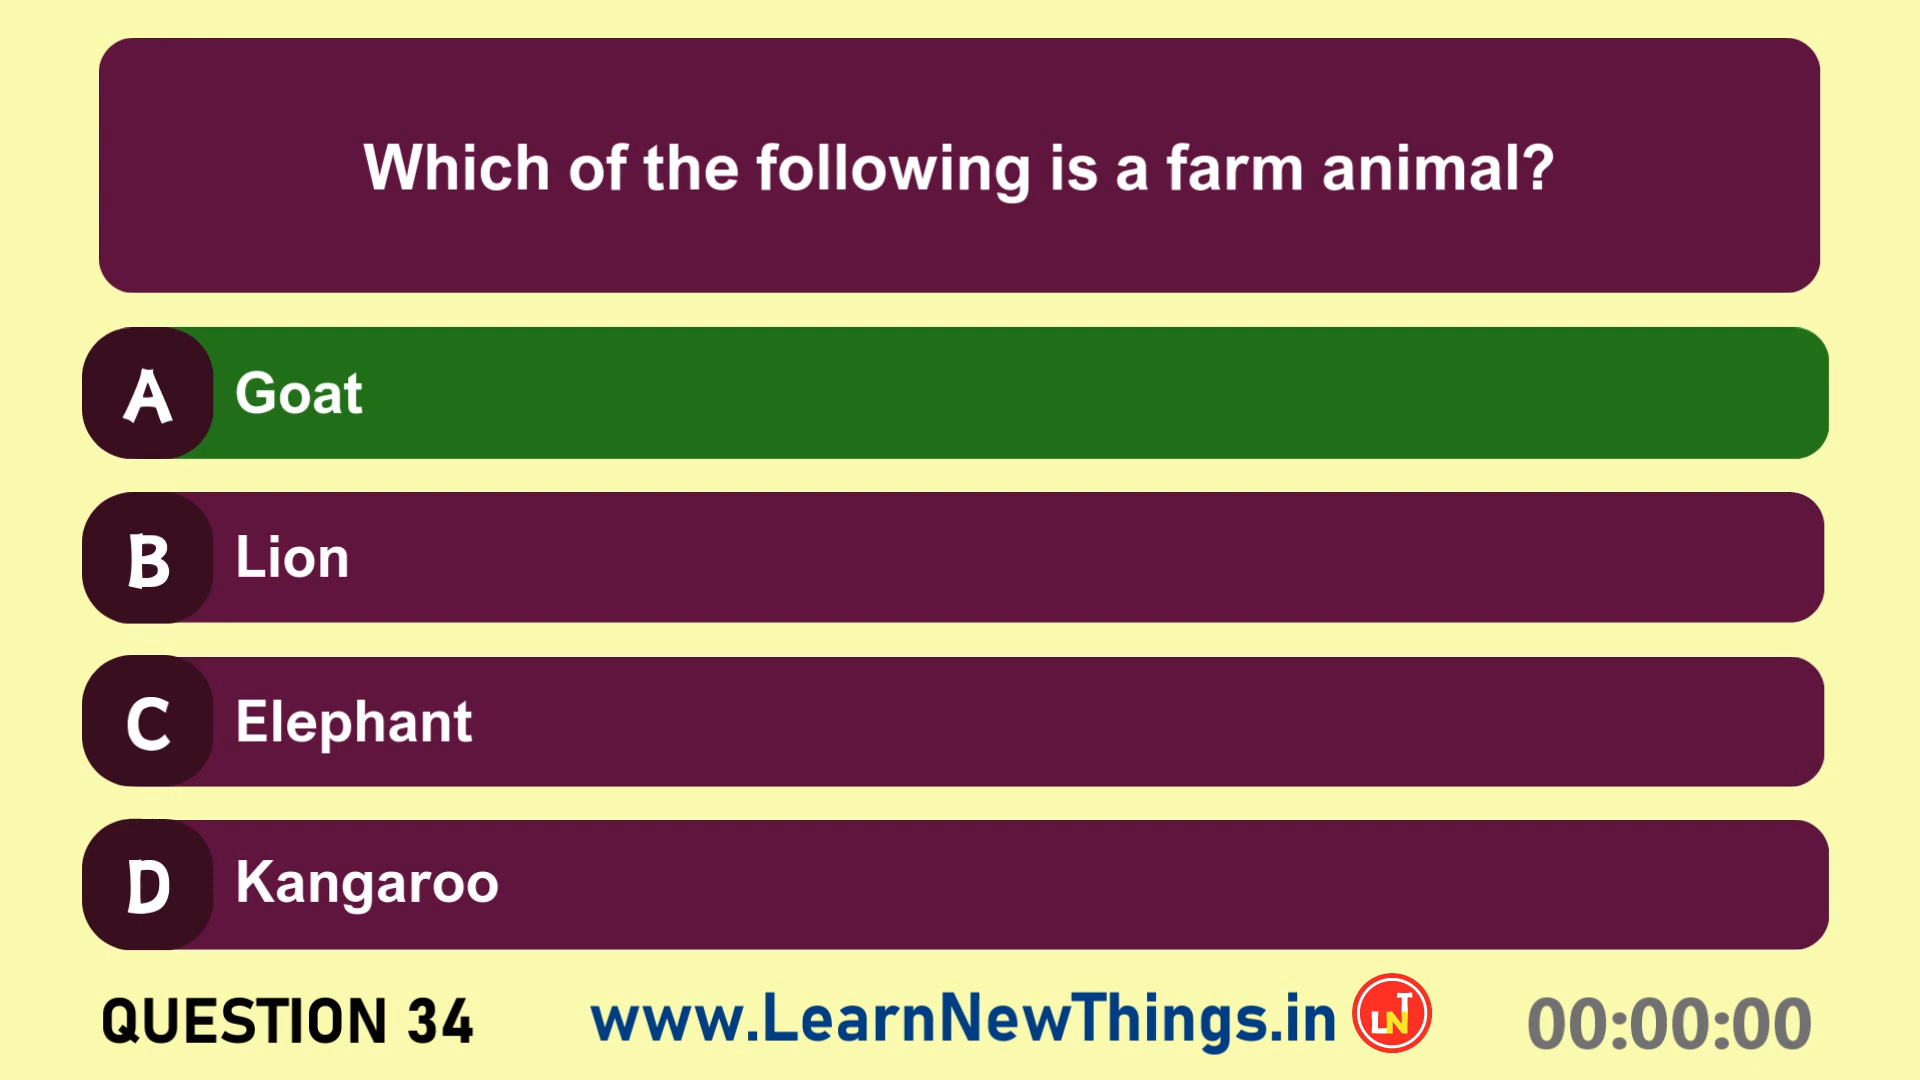 Which of the following is a farm animal?
A Goat
B Lion
C Elephant
D Kangaroo
QUESTION 34 www.LearnNewThings.in LNT 00:00:00